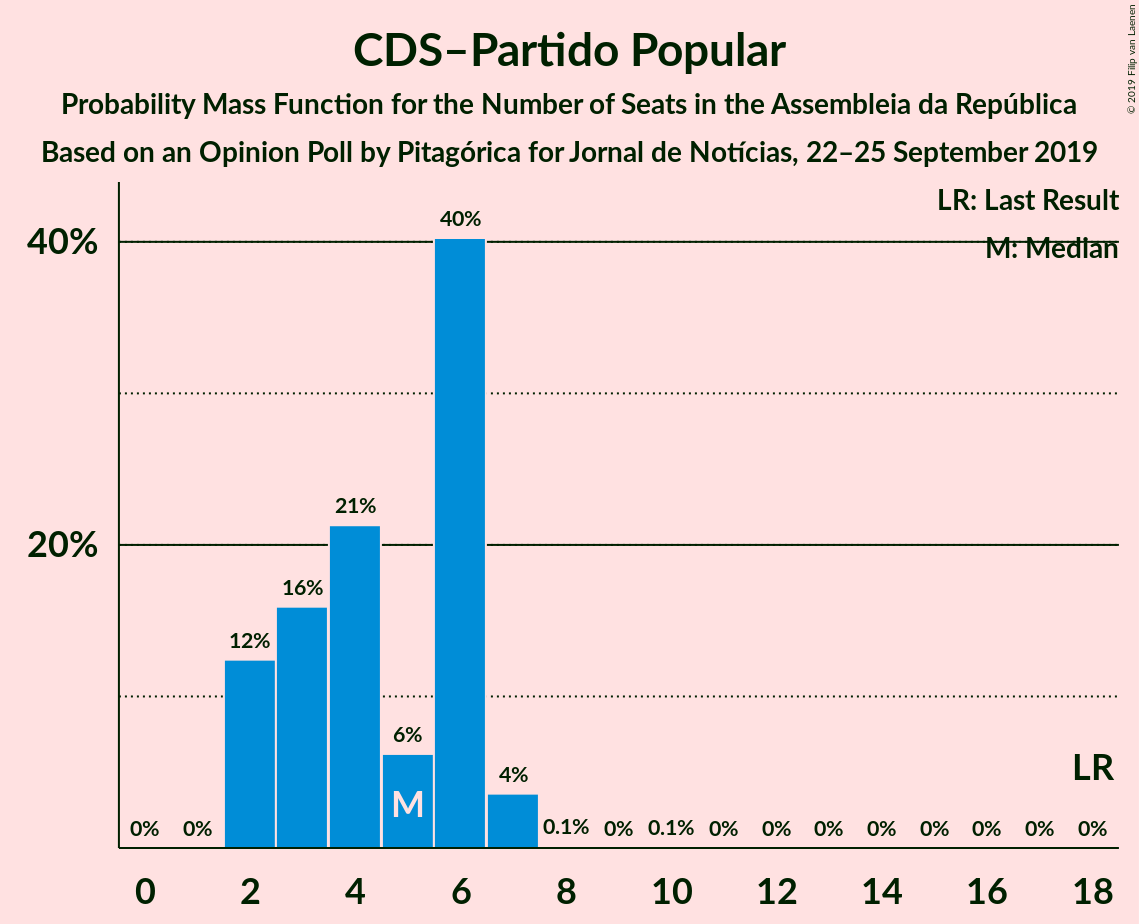 CDS–Partido Popular
Probability Mass Function for the Number of Seats in the Assembleia da República
Based on an Opinion Poll by Pitagórica for Jornal de Notícias, 22–25 September 2019
© 2019 Filip van Laenen
LR: Last Result
M: Median
40%
20%
0% 0% 12% 16% 21% 6% 40% 4% 0.1% 0% 0.1% 0% 0% 0% 0% 0% 0% 0% 0%
M
LR
0 2 4 6 8 10 12 14 16 18